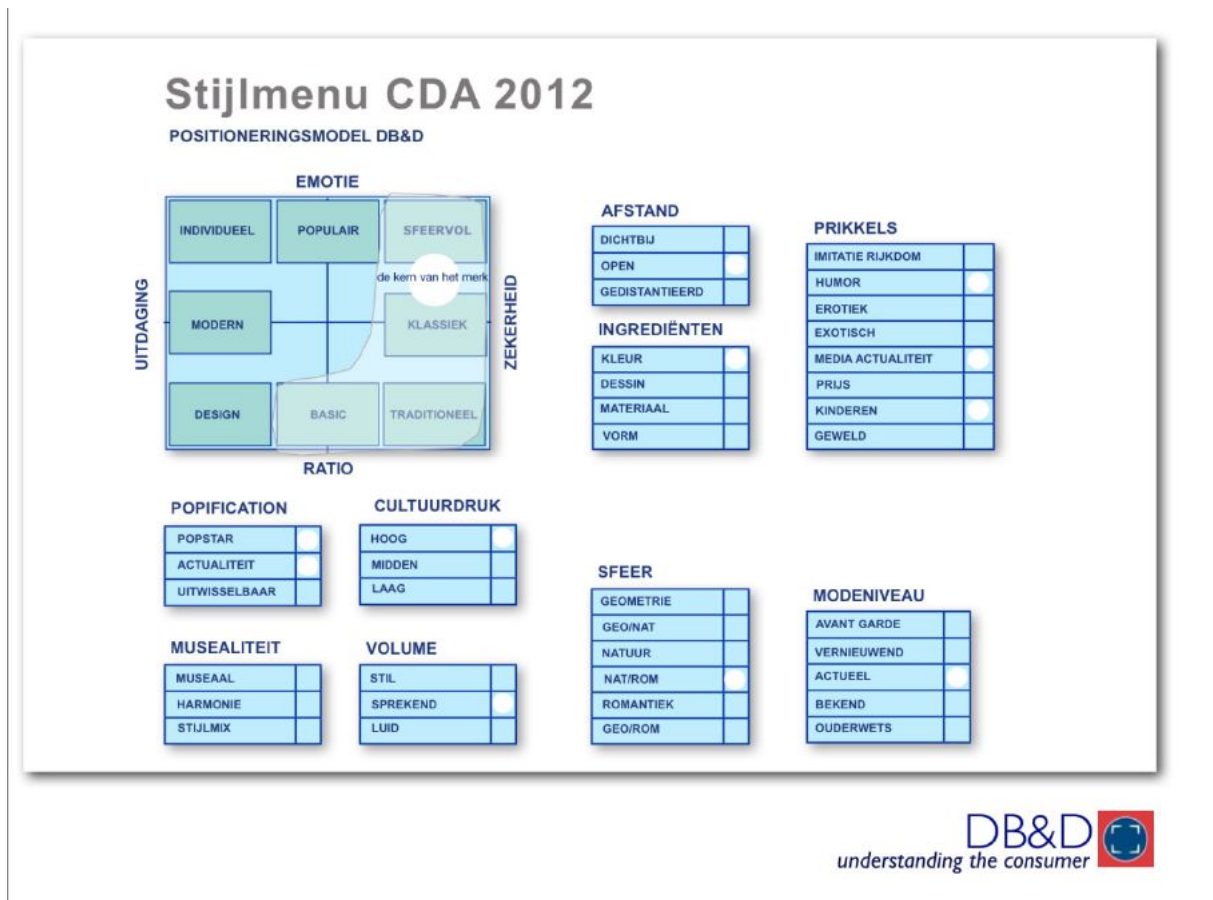 Stijlmenu CDA 2012
POSITIONERINGSMODEL DB&D
EMOTIE
INDIVIDUEEL
POPULAIR
SFEERVOL
de kern van het merk
UITDAGING
ZEKERHEID
MODERN
KLASSIEK
DESIGN
BASIC
TRADITIONEEL
RATIO
AFSTAND
DICHTBIJ
OPEN
GEDISTANTIEERD
INGREDIËNTEN
KLEUR
DESSIN
MATERIAAL
VORM
PRIKKELS
IMITATIE RIJKDOM
HUMOR
EROTIEK
EXOTISCH
MEDIA ACTUALITEIT
PRIJS
KINDEREN
GEWELD
POPIFICATION
POPSTAR
ACTUALITEIT
UITWISSELBAAR
CULTUURDRUK
HOOG
MIDDEN
LAAG
MUSEALITEIT
MUSEAAL
HARMONIE
STIJLMIX
VOLUME
STIL
SPREKEND
LUID
SFEER
GEOMETRIE
GEO/NAT
NATUUR
NAT/ROM
ROMANTIEK
GEO/ROM
MODENIVEAU
AVANT GARDE
VERNIEUWEND
ACTUEEL
BEKEND
OUDERWETS
DB&D
understanding the consumer